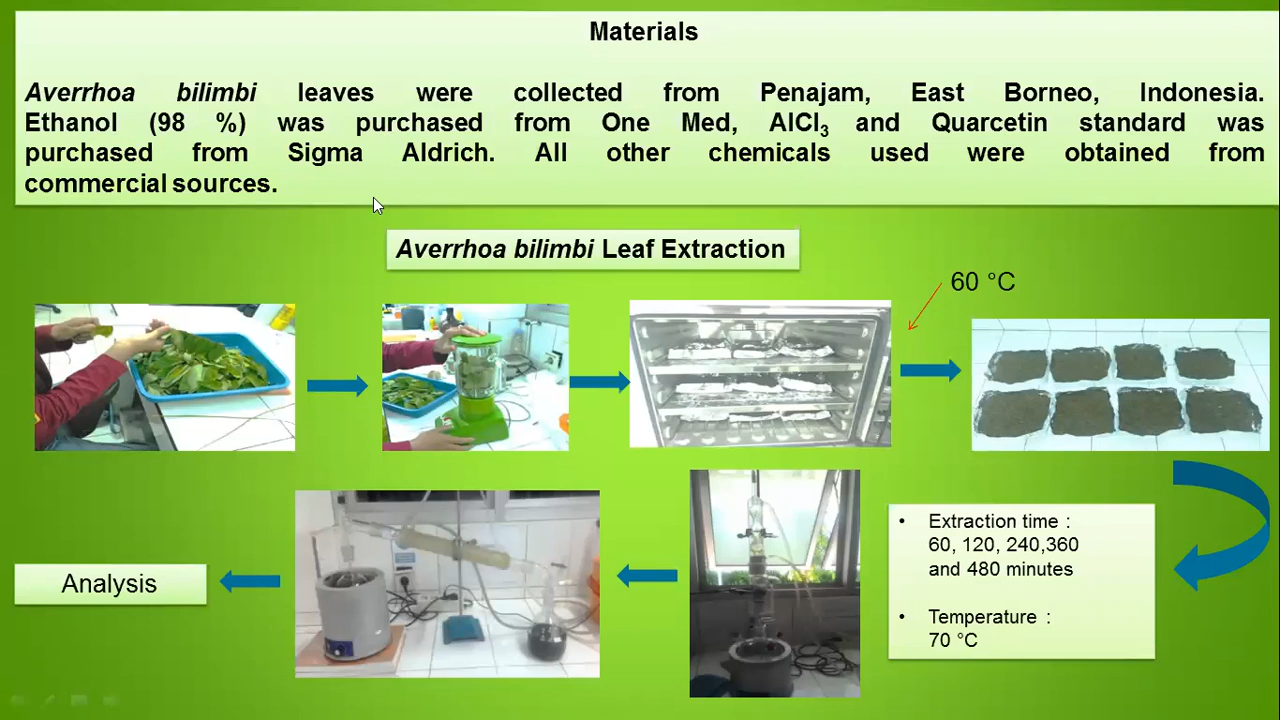 Materials
Averrhoa bilimbi leaves were collected from Penajam, East Borneo, Indonesia.
Ethanol (98 %) was purchased from One Med, AlCl₃ and Quarcetin standard was
purchased from Sigma Aldrich. All other chemicals used were obtained from
commercial sources.
Averrhoa bilimbi Leaf Extraction
60 °C
• Extraction time :
60, 120, 240,360
and 480 minutes
• Temperature :
70 °C
Analysis